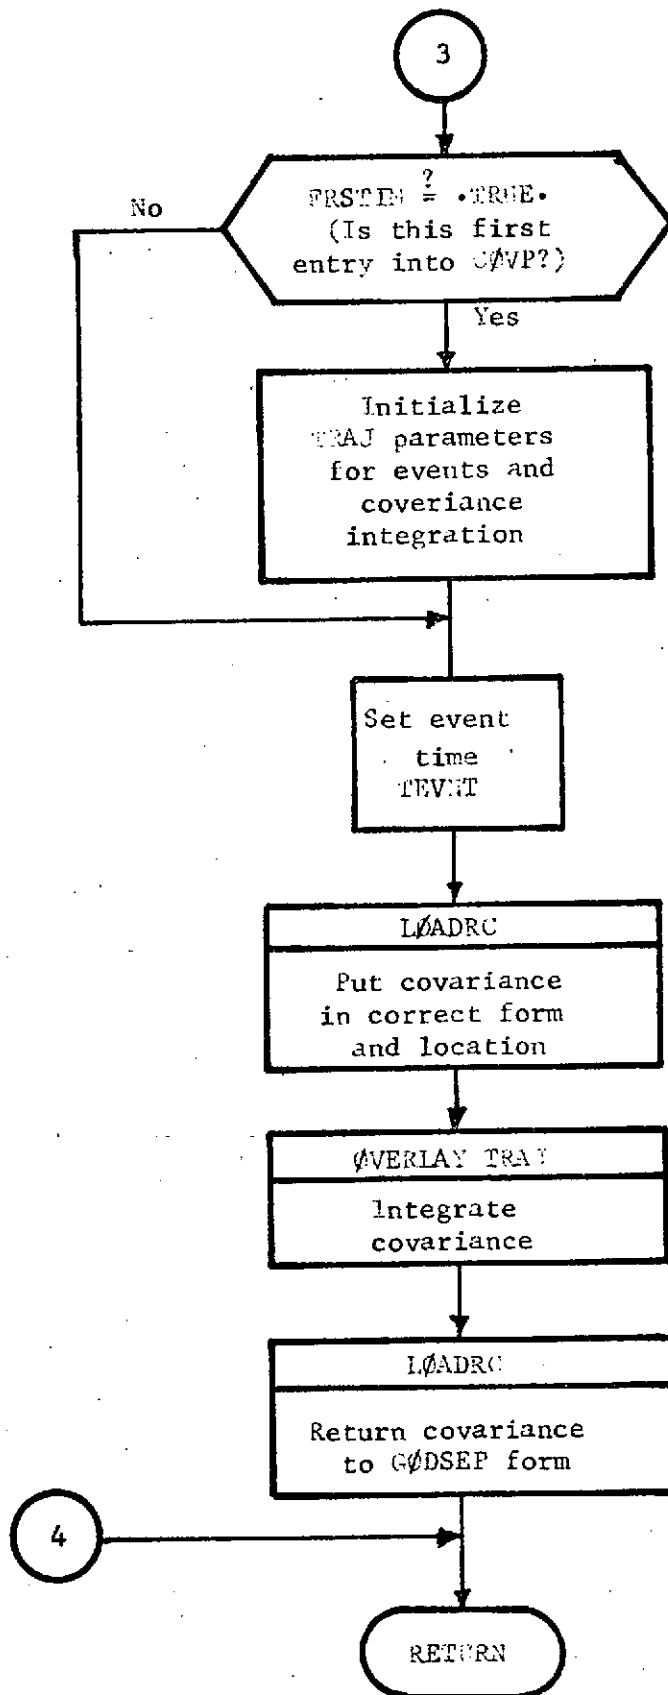 3
FRSTIN ?= .TRUE.
(Is this first
entry into CØVP?)
No
Yes
Initialize
TRAJ parameters
for events and
coveriance
integration
Set event
time
TEVNT
LØADRC
Put covariance
in correct form
and location
ØVERLAY TRAJ
Integrate
covariance
LØADRC
Return covariance
to GØDSEP form
4
RETURN